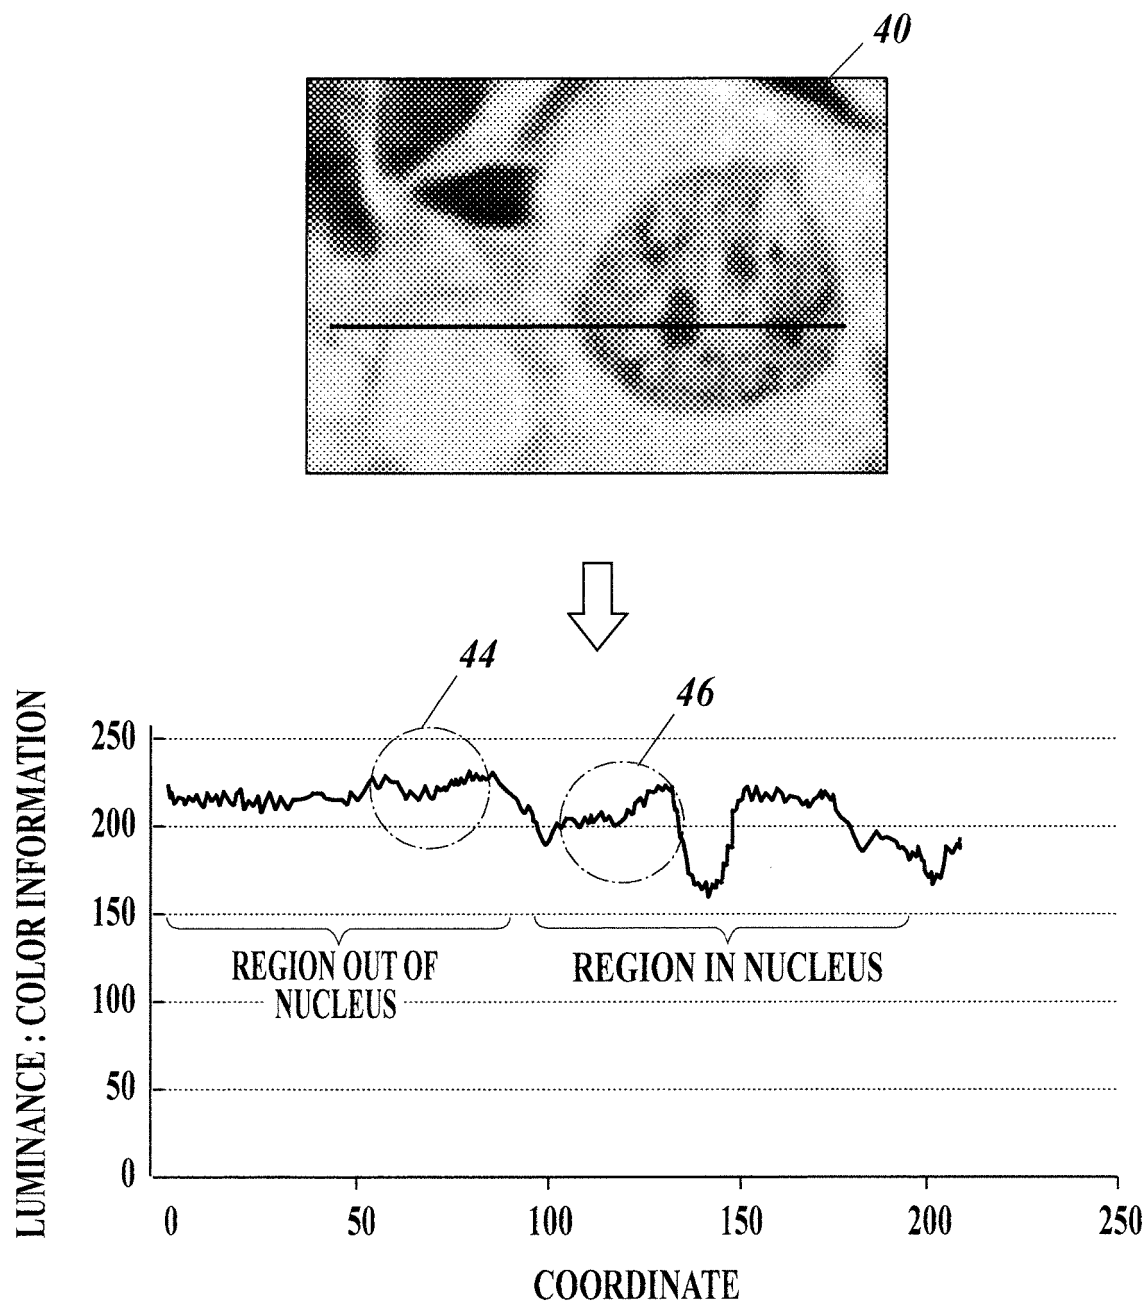 40
44
46
LUMINANCE : COLOR INFORMATION
250
200
150
100
50
0
REGION OUT OF
NUCLEUS
REGION IN NUCLEUS
0 50 100 150 200 250
COORDINATE